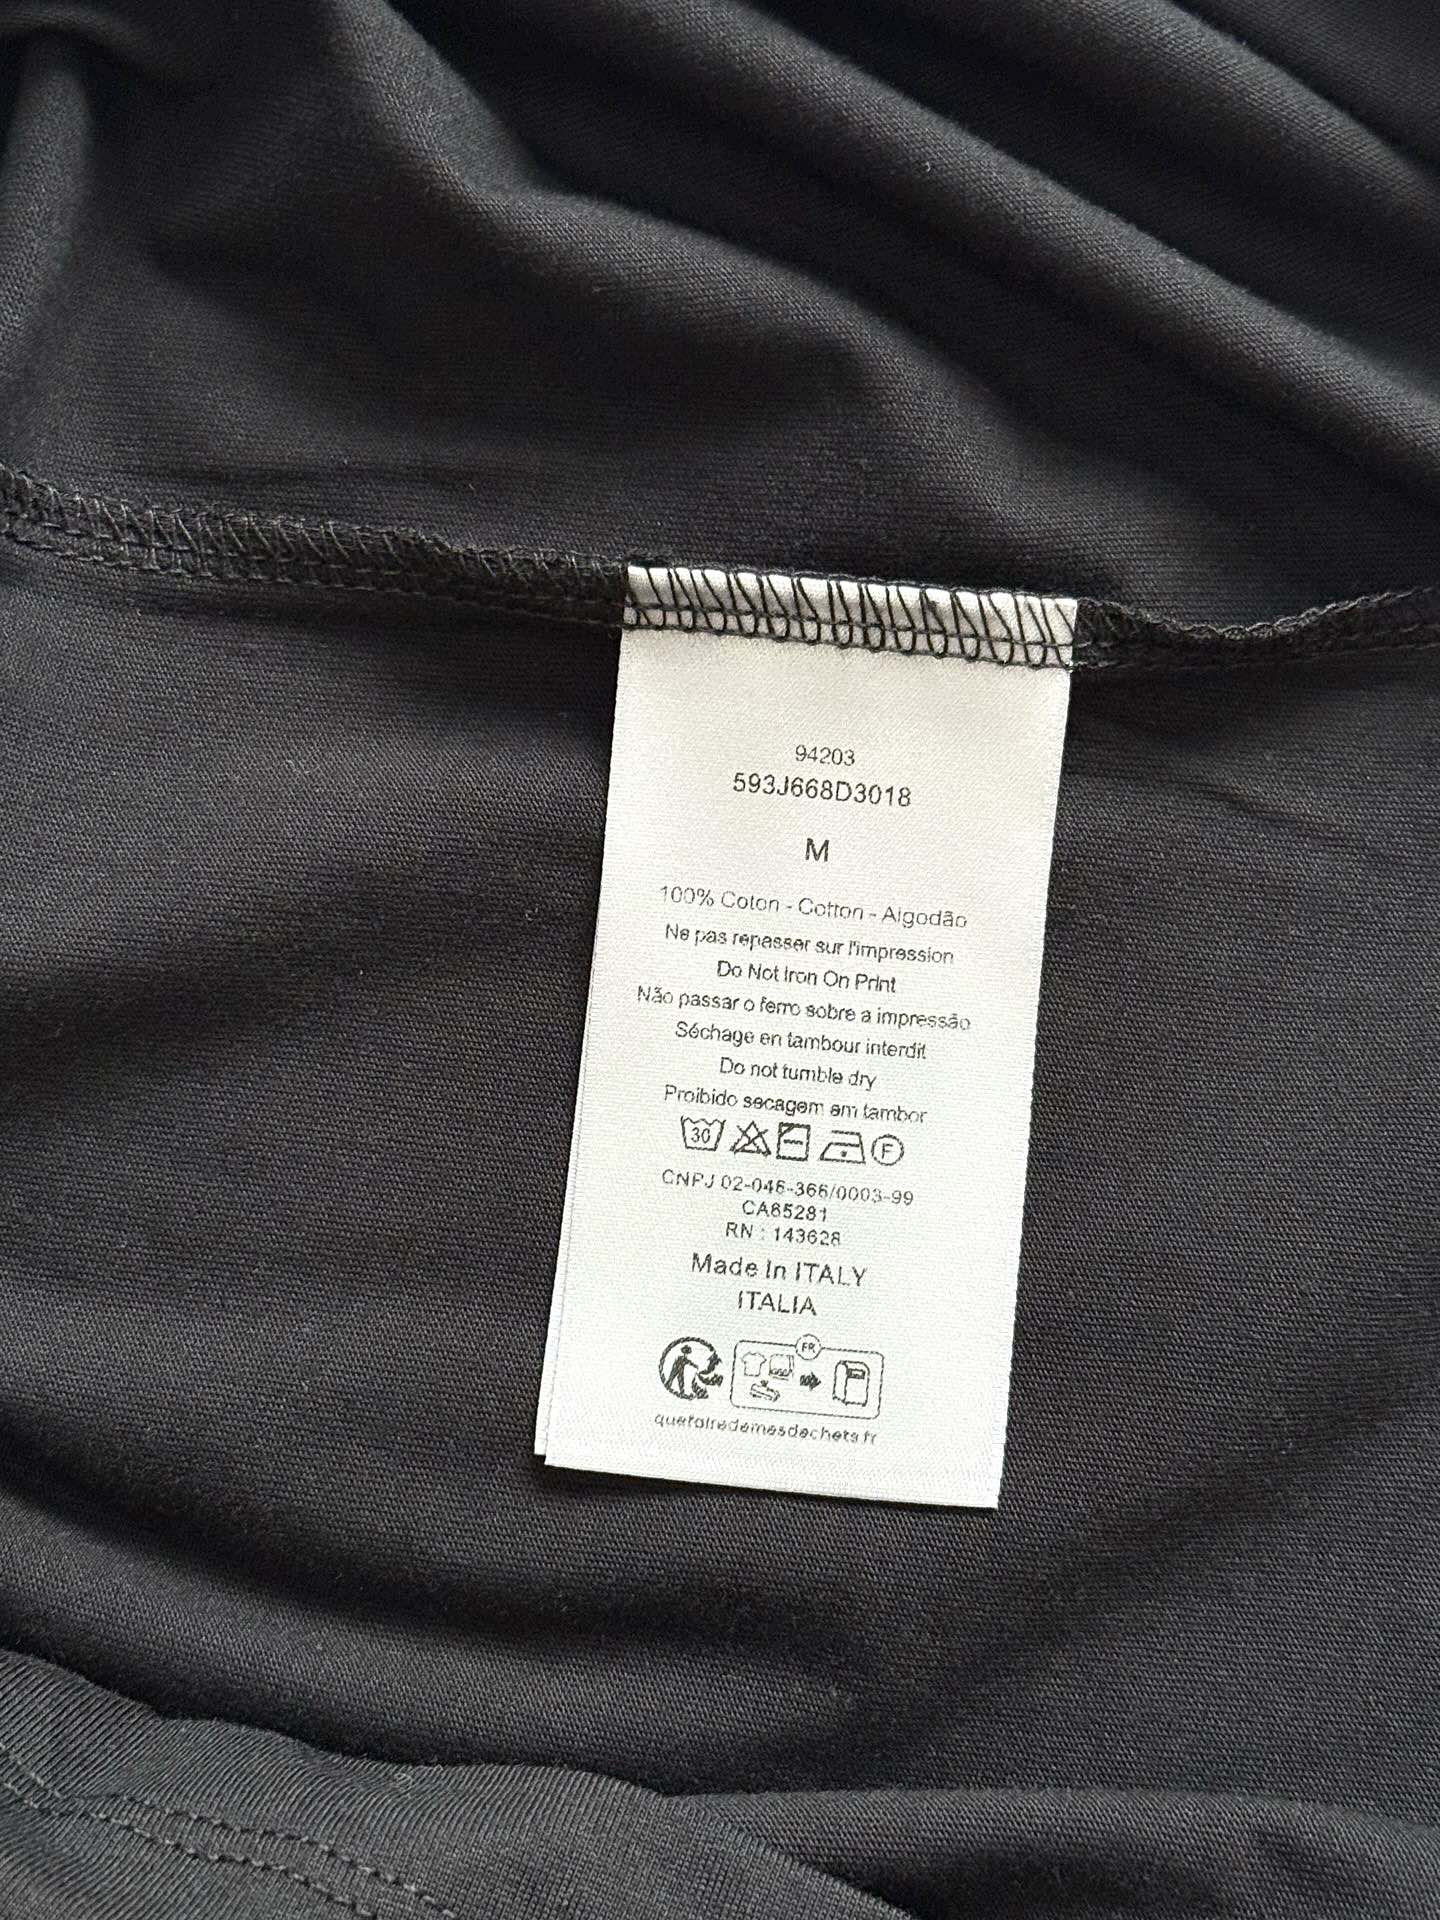 94203
593J668D3018
M
100% Coton - Cotton - Algodão
Ne pas repasser sur l'impression
Do Not Iron On Print
Não passar o ferro sobre a impressão
Séchage en tambour interdit
Do not tumble dry
Proibido secagem em tambor
30 F
CNPJ 02-046-366/0003-99
CA65281
RN : 143628
Made In ITALY
ITALIA
FR
quefairedemesdechets.fr